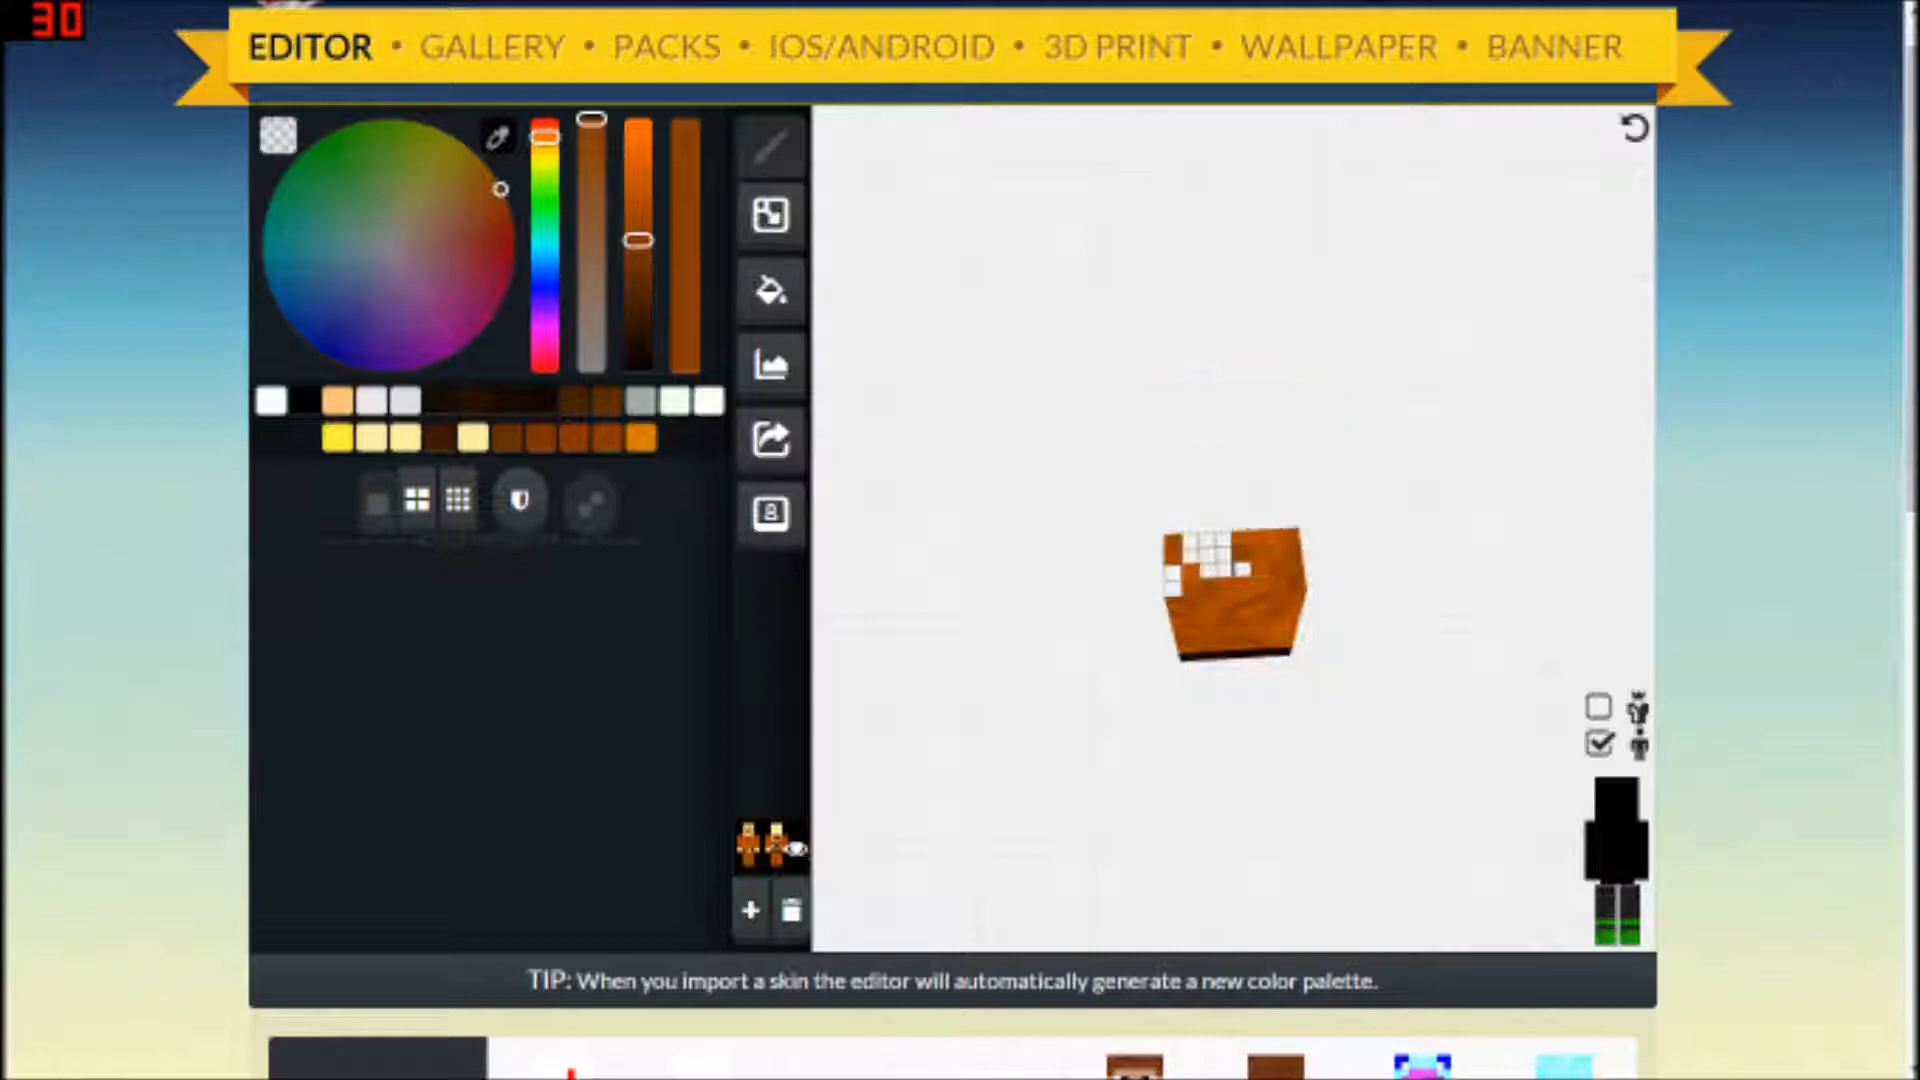 30
EDITOR • GALLERY • PACKS • IOS/ANDROID • 3D PRINT • WALLPAPER • BANNER
TIP: When you import a skin the editor will automatically generate a new color palette.